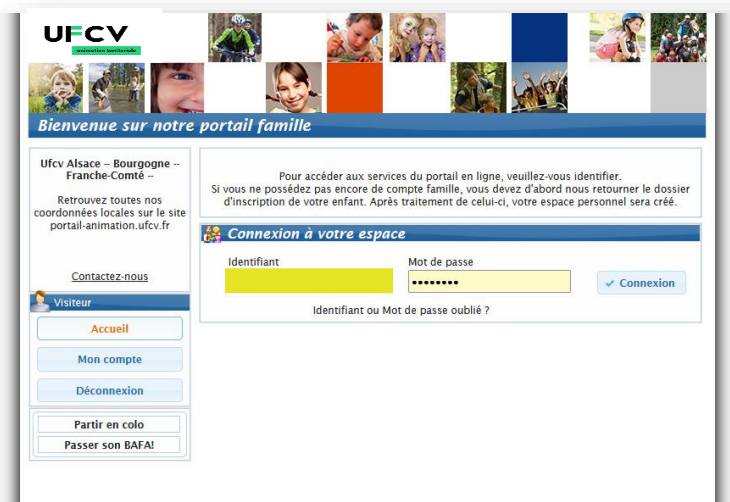 UFCV
animation territoriale
Bienvenue sur notre portail famille
Ufcv Alsace -- Bourgogne --
Franche-Comté --
Retrouvez toutes nos
coordonnées locales sur le site
portail-animation.ufcv.fr
Contactez-nous
Visiteur
Accueil
Mon compte
Déconnexion
Partir en colo
Passer son BAFA!
Pour accéder aux services du portail en ligne, veuillez-vous identifier.
Si vous ne possédez pas encore de compte famille, vous devez d'abord nous retourner le dossier
d'inscription de votre enfant. Après traitement de celui-ci, votre espace personnel sera créé.
Connexion à votre espace
Identifiant
Mot de passe
••••••••
Connexion
Identifiant ou Mot de passe oublié ?